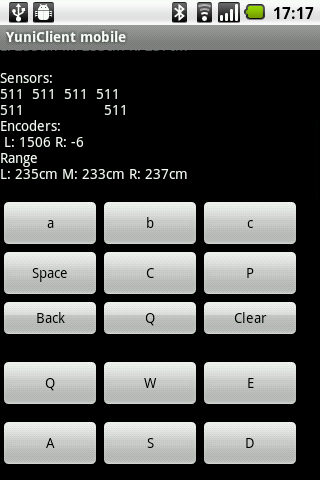 17:17
YuniClient mobile
Sensors:
511 511 511 511
511 511
Encoders:
L: 1506 R: -6
Range
L: 235cm M: 233cm R: 237cm
a b c
Space C P
Back Q Clear
Q W E
A S D